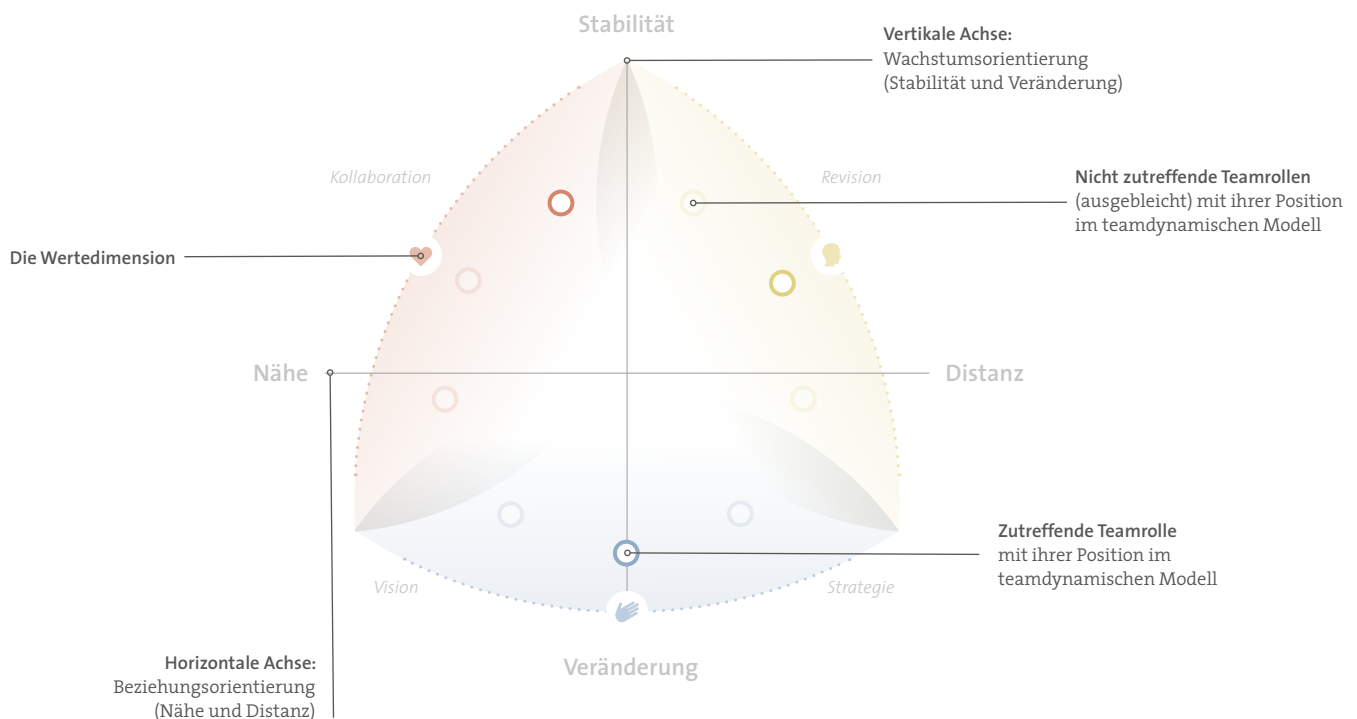 Stabilität
Vertikale Achse:
Wachstumsorientierung
(Stabilität und Veränderung)
Kollaboration
Revision
Nicht zutreffende Teamrollen
(ausgebleicht) mit ihrer Position
im teamdynamischen Modell
Die Wertedimension
Nähe
Distanz
Zutreffende Teamrolle
mit ihrer Position im
teamdynamischen Modell
Vision
Strategie
Veränderung
Horizontale Achse:
Beziehungsorientierung
(Nähe und Distanz)